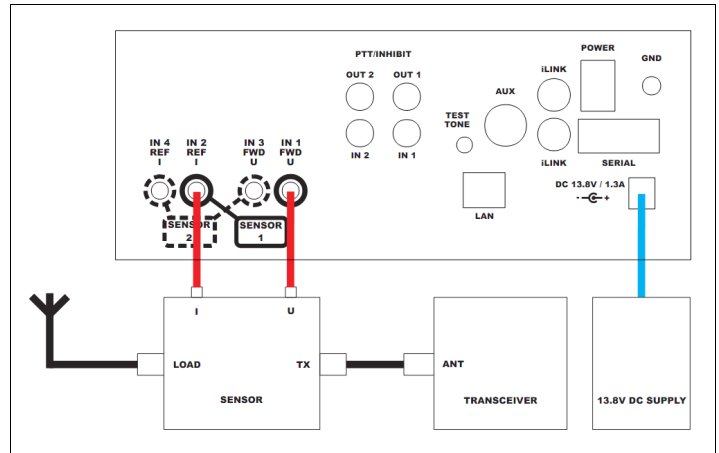 PTT/INHIBIT
OUT 2
OUT 1
IN 2
IN 1
iLINK
iLINK
POWER
GND
AUX
TEST
TONE
SERIAL
LAN
DC 13.8V / 1.3A
- +
IN 4
REF
I
IN 2
REF
I
IN 3
FWD
U
IN 1
FWD
U
SENSOR
2
SENSOR
1
I
U
LOAD
TX
SENSOR
ANT
TRANSCEIVER
13.8V DC SUPPLY